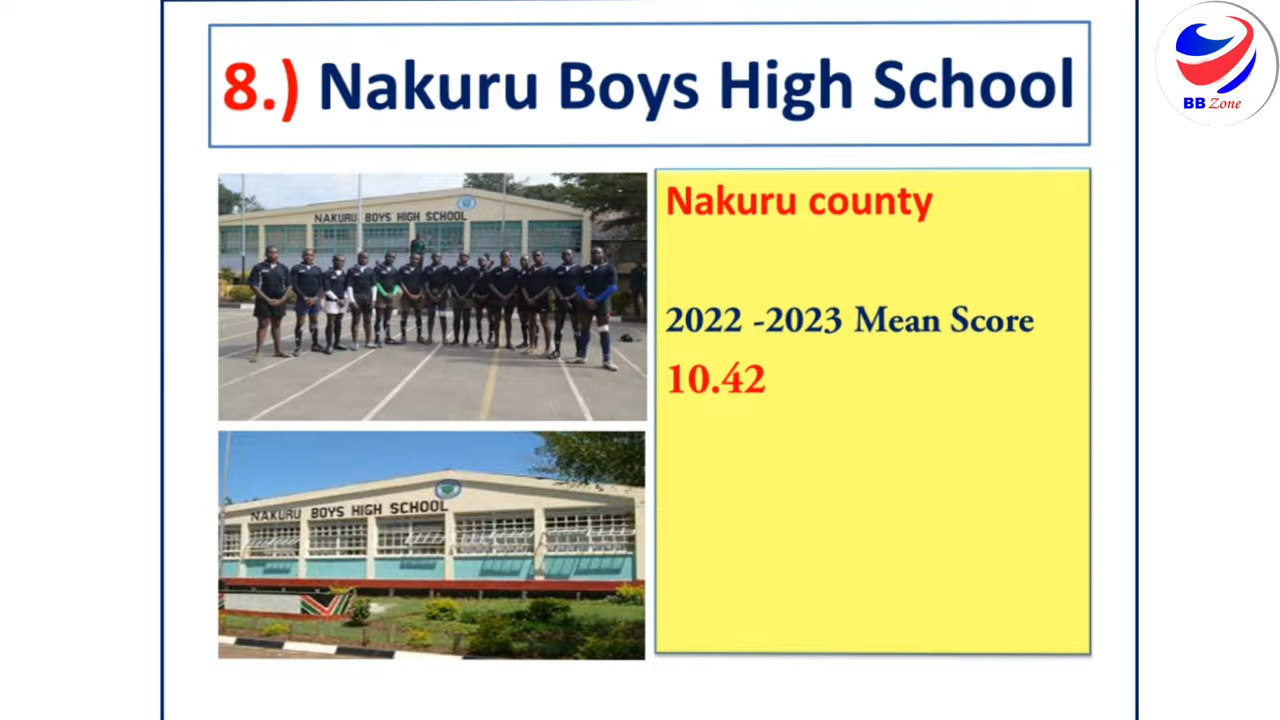 8.) Nakuru Boys High School
BB Zone
NAKURU BOYS HIGH SCHOOL
Nakuru county
2022 -2023 Mean Score
10.42
NAKURU BOYS HIGH SCHOOL